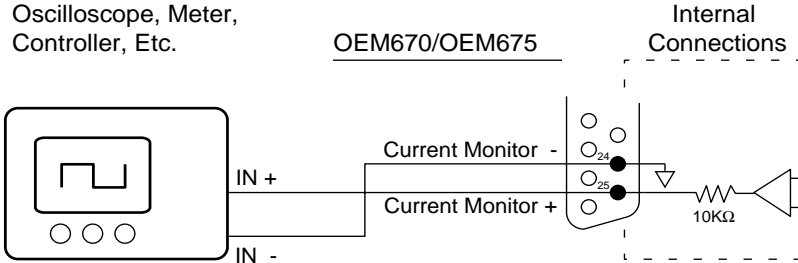 Oscilloscope, Meter,
Controller, Etc.
OEM670/OEM675
Internal
Connections
Current Monitor -
24
IN +
25
Current Monitor +
10KΩ
IN -